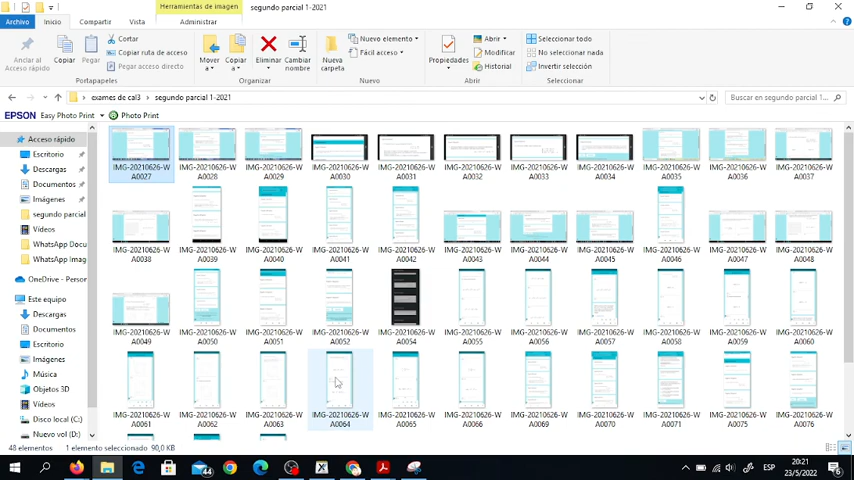 Herramientas de imagen
segundo parcial 1-2021
Archivo Inicio Compartir Vista Administrar
Anclar al Acceso rápido
Copiar
Pegar
Cortar
Copiar ruta de acceso
Pegar acceso directo
Portapapeles
Mover a
Copiar a
Eliminar
Cambiar nombre
Organizar
Nueva carpeta
Nuevo elemento
Fácil acceso
Nuevo
Propiedades
Abrir
Modificar
Historial
Abrir
Seleccionar todo
No seleccionar nada
Invertir selección
Seleccionar
exames de cal3 > segundo parcial 1-2021
Buscar en segundo parcial 1...
EPSON Easy Photo Print Photo Print
Acceso rápido
Escritorio
Descargas
Documentos
Imágenes
segundo parcial
Vídeos
WhatsApp Docu
WhatsApp Imag
OneDrive - Person
Este equipo
Descargas
Documentos
Escritorio
Imágenes
Música
Objetos 3D
Vídeos
Disco local (C:)
Nuevo vol (D:)
IMG-20210626-WA0027
IMG-20210626-WA0028
IMG-20210626-WA0029
IMG-20210626-WA0030
IMG-20210626-WA0031
IMG-20210626-WA0032
IMG-20210626-WA0033
IMG-20210626-WA0034
IMG-20210626-WA0035
IMG-20210626-WA0036
IMG-20210626-WA0037
IMG-20210626-WA0038
IMG-20210626-WA0039
IMG-20210626-WA0040
IMG-20210626-WA0041
IMG-20210626-WA0042
IMG-20210626-WA0043
IMG-20210626-WA0044
IMG-20210626-WA0045
IMG-20210626-WA0046
IMG-20210626-WA0047
IMG-20210626-WA0048
IMG-20210626-WA0049
IMG-20210626-WA0050
IMG-20210626-WA0051
IMG-20210626-WA0052
IMG-20210626-WA0054
IMG-20210626-WA0055
IMG-20210626-WA0056
IMG-20210626-WA0057
IMG-20210626-WA0058
IMG-20210626-WA0059
IMG-20210626-WA0060
IMG-20210626-WA0061
IMG-20210626-WA0062
IMG-20210626-WA0063
IMG-20210626-WA0064
IMG-20210626-WA0065
IMG-20210626-WA0066
IMG-20210626-WA0069
IMG-20210626-WA0070
IMG-20210626-WA0071
IMG-20210626-WA0075
IMG-20210626-WA0076
48 elementos 1 elemento seleccionado 90,0 KB
44
ESP
20:21
23/5/2022
6